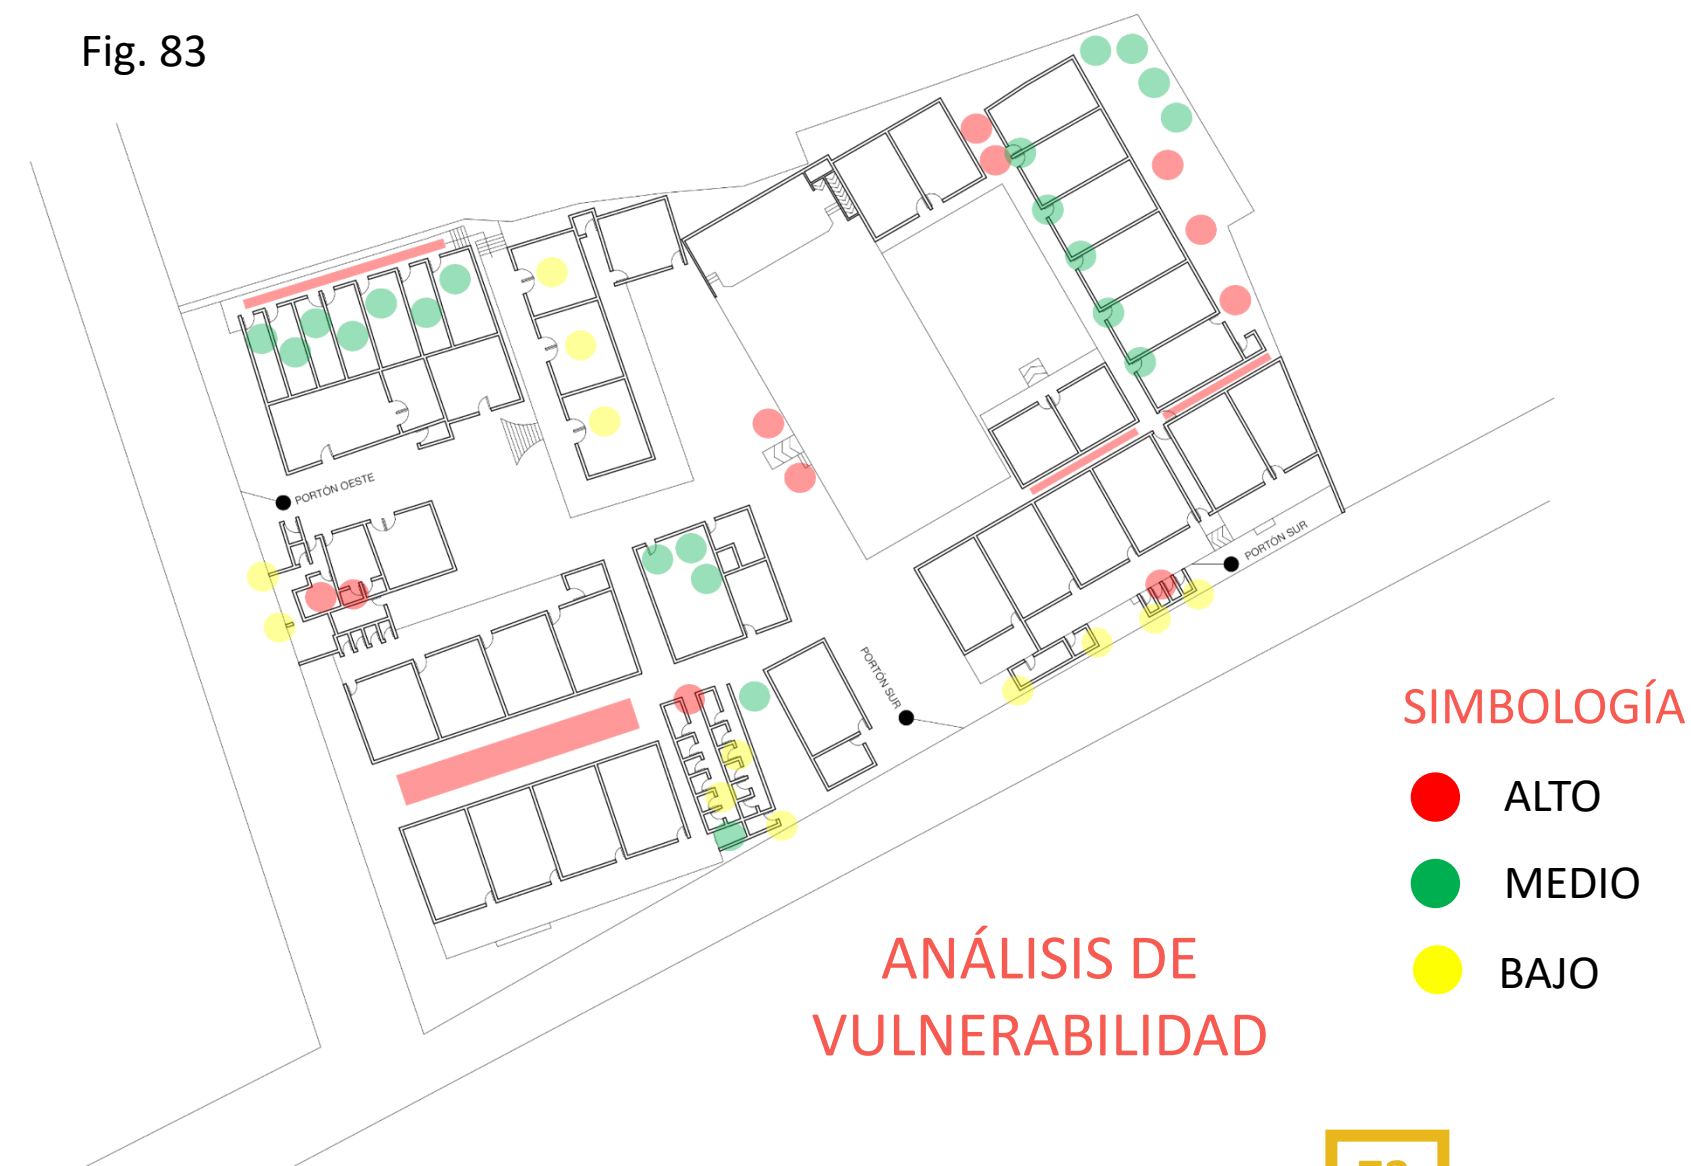 Fig. 83
PORTÓN OESTE
PORTÓN SUR
PORTÓN SUR
SIMBOLOGÍA
ALTO
MEDIO
BAJO
ANÁLISIS DE
VULNERABILIDAD